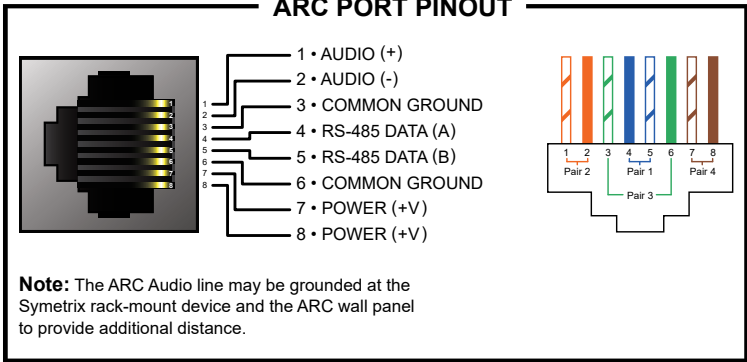 ARC PORT PINOUT
1
2
3
4
5
6
7
8
1
2
3
4
5
6
7
8
1 • AUDIO (+)
2 • AUDIO (-)
3 • COMMON GROUND
4 • RS-485 DATA (A)
5 • RS-485 DATA (B)
6 • COMMON GROUND
7 • POWER (+V)
8 • POWER (+V)
1 2 3 4 5 6 7 8
Pair 2 Pair 1 Pair 4
Pair 3
Note: The ARC Audio line may be grounded at the
Symetrix rack-mount device and the ARC wall panel
to provide additional distance.